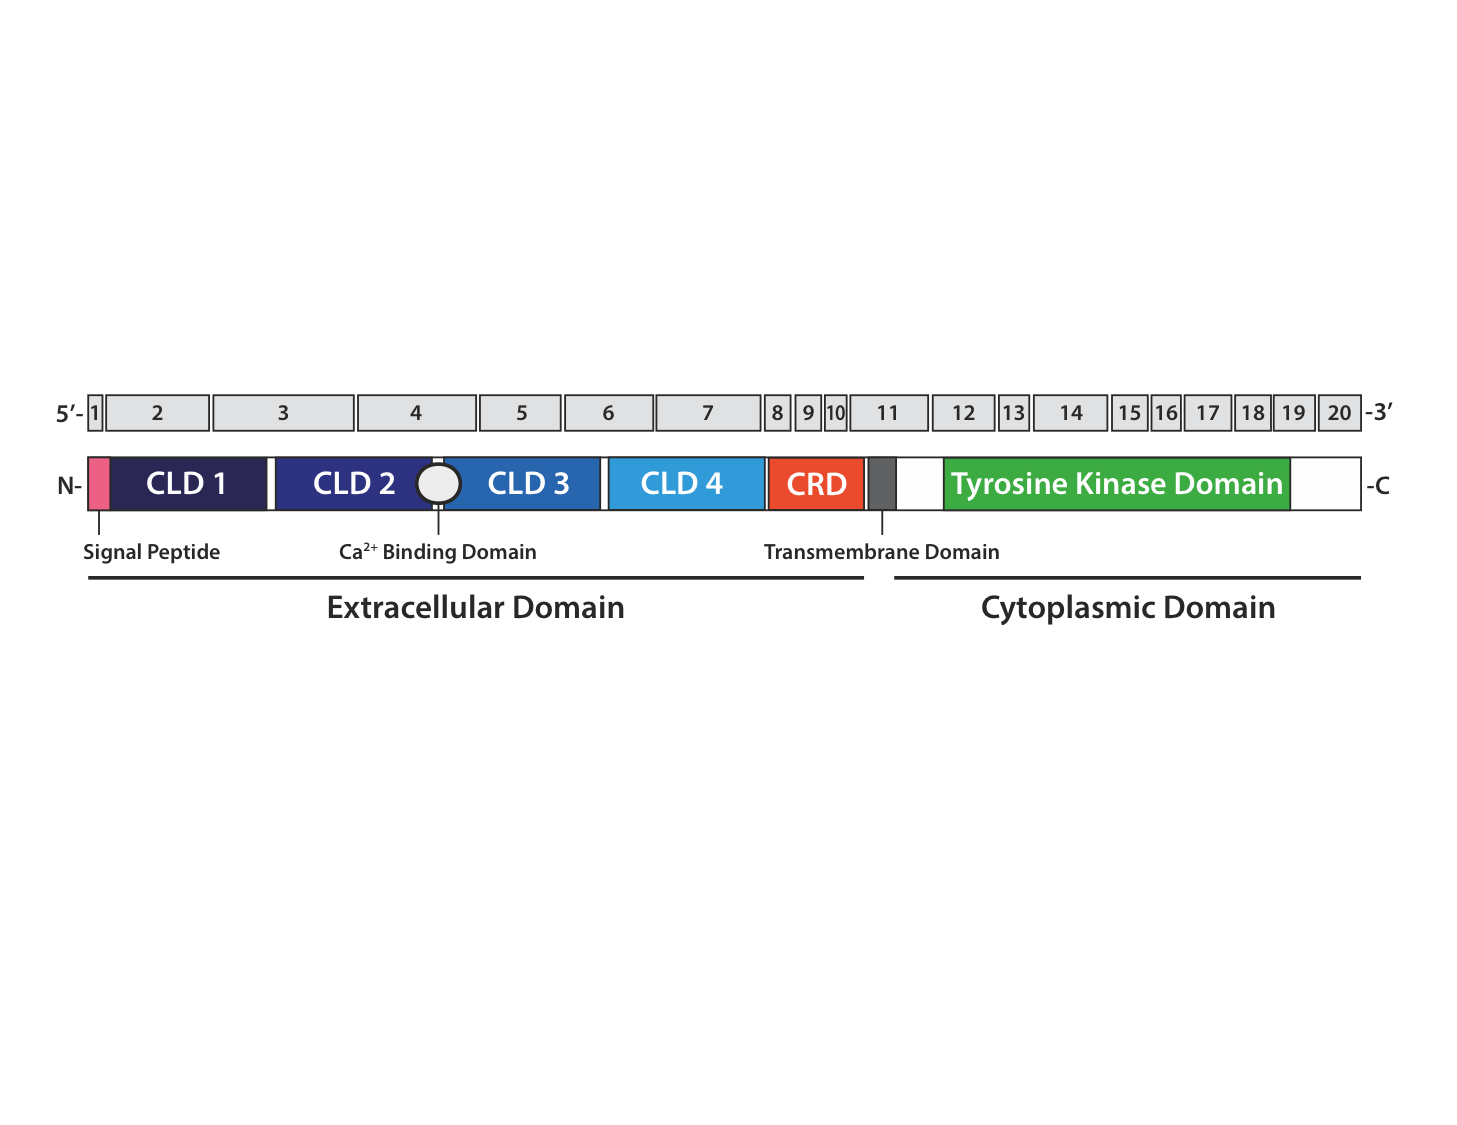 5’- 1 2 3 4 5 6 7 8 9 10 11 12 13 14 15 16 17 18 19 20 -3’
N- CLD 1 CLD 2 CLD 3 CLD 4 CRD Tyrosine Kinase Domain -C
Signal Peptide Ca²⁺ Binding Domain Transmembrane Domain
Extracellular Domain Cytoplasmic Domain